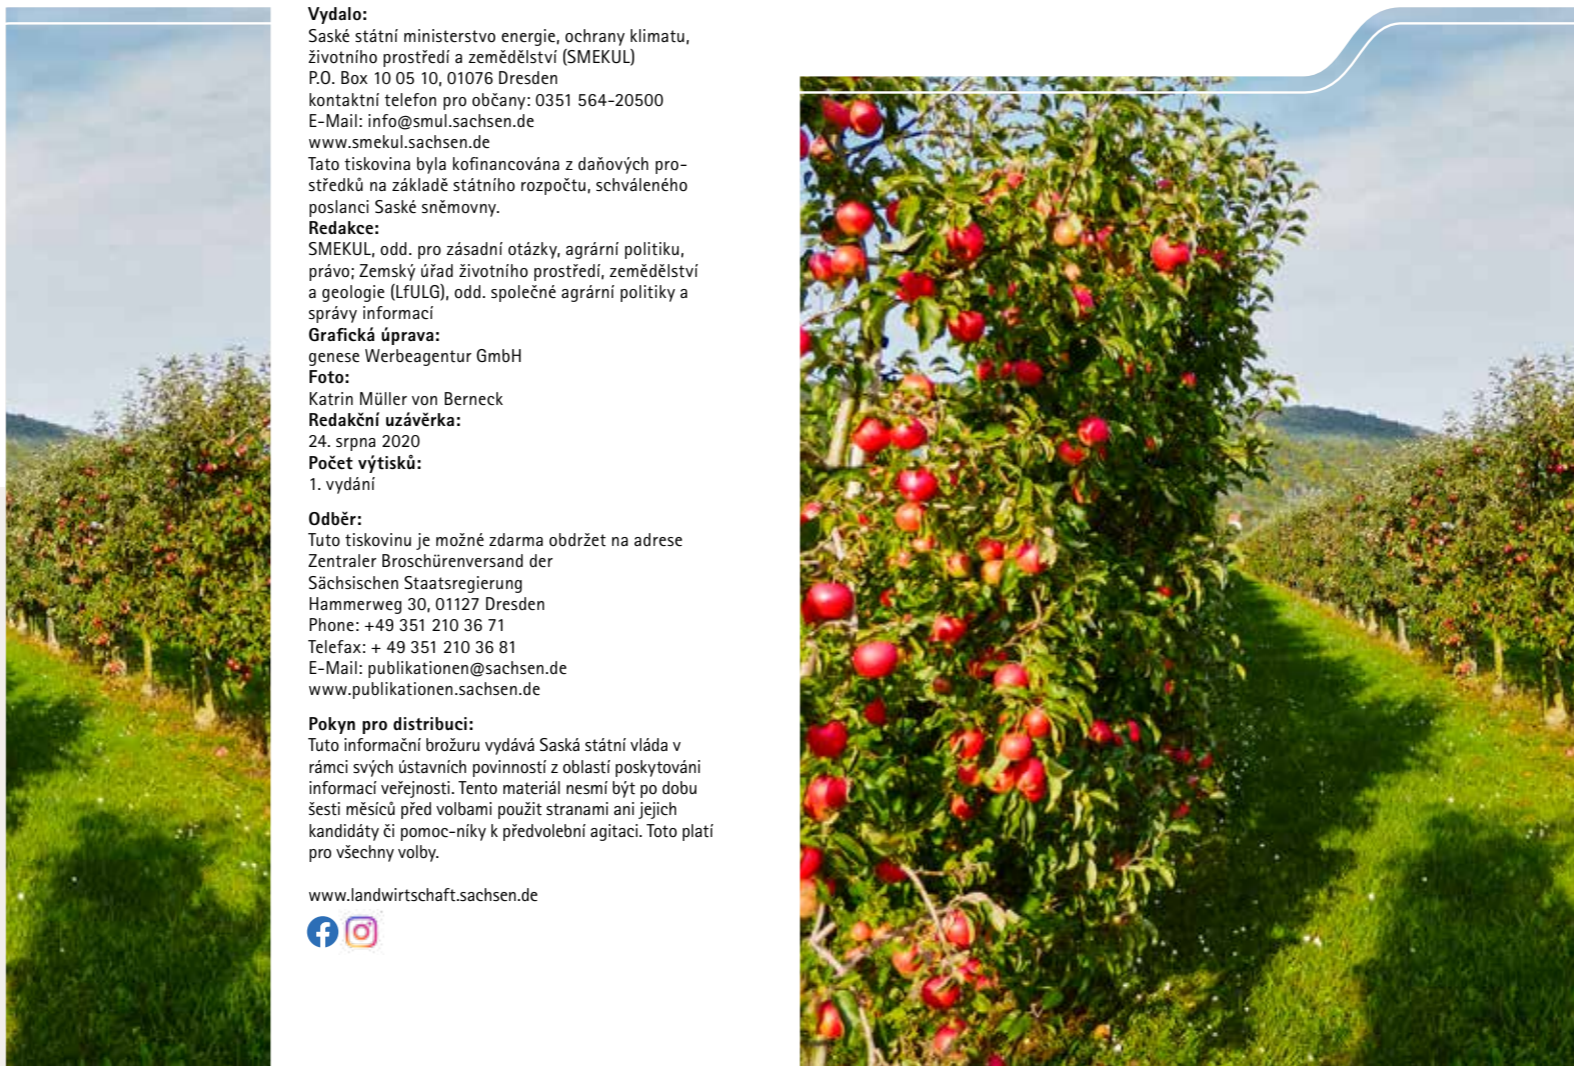 Vydalo:
Saské státní ministerstvo energie, ochrany klimatu,
životního prostředí a zemědělství (SMEKUL)
P.O. Box 10 05 10, 01076 Dresden
kontaktní telefon pro občany: 0351 564-20500
E-Mail: info@smul.sachsen.de
www.smekul.sachsen.de
Tato tiskovina byla kofinancována z daňových pro-
středků na základě státního rozpočtu, schváleného
poslanci Saské sněmovny.
Redakce:
SMEKUL, odd. pro zásadní otázky, agrární politiku,
právo; Zemský úřad životního prostředí, zemědělství
a geologie (LfULG), odd. společné agrární politiky a
správy informací
Grafická úprava:
genese Werbeagentur GmbH
Foto:
Katrin Müller von Berneck
Redakční uzávěrka:
24. srpna 2020
Počet výtisků:
1. vydání
Odběr:
Tuto tiskovinu je možné zdarma obdržet na adrese
Zentraler Broschürenversand der
Sächsischen Staatsregierung
Hammerweg 30, 01127 Dresden
Phone: +49 351 210 36 71
Telefax: + 49 351 210 36 81
E-Mail: publikationen@sachsen.de
www.publikationen.sachsen.de
Pokyn pro distribuci:
Tuto informační brožuru vydává Saská státní vláda v
rámci svých ústavních povinností z oblastí poskytováni
informací veřejnosti. Tento materiál nesmí být po dobu
šesti měsíců před volbami použit stranami ani jejich
kandidáty či pomoc-níky k předvolební agitaci. Toto platí
pro všechny volby.
www.landwirtschaft.sachsen.de